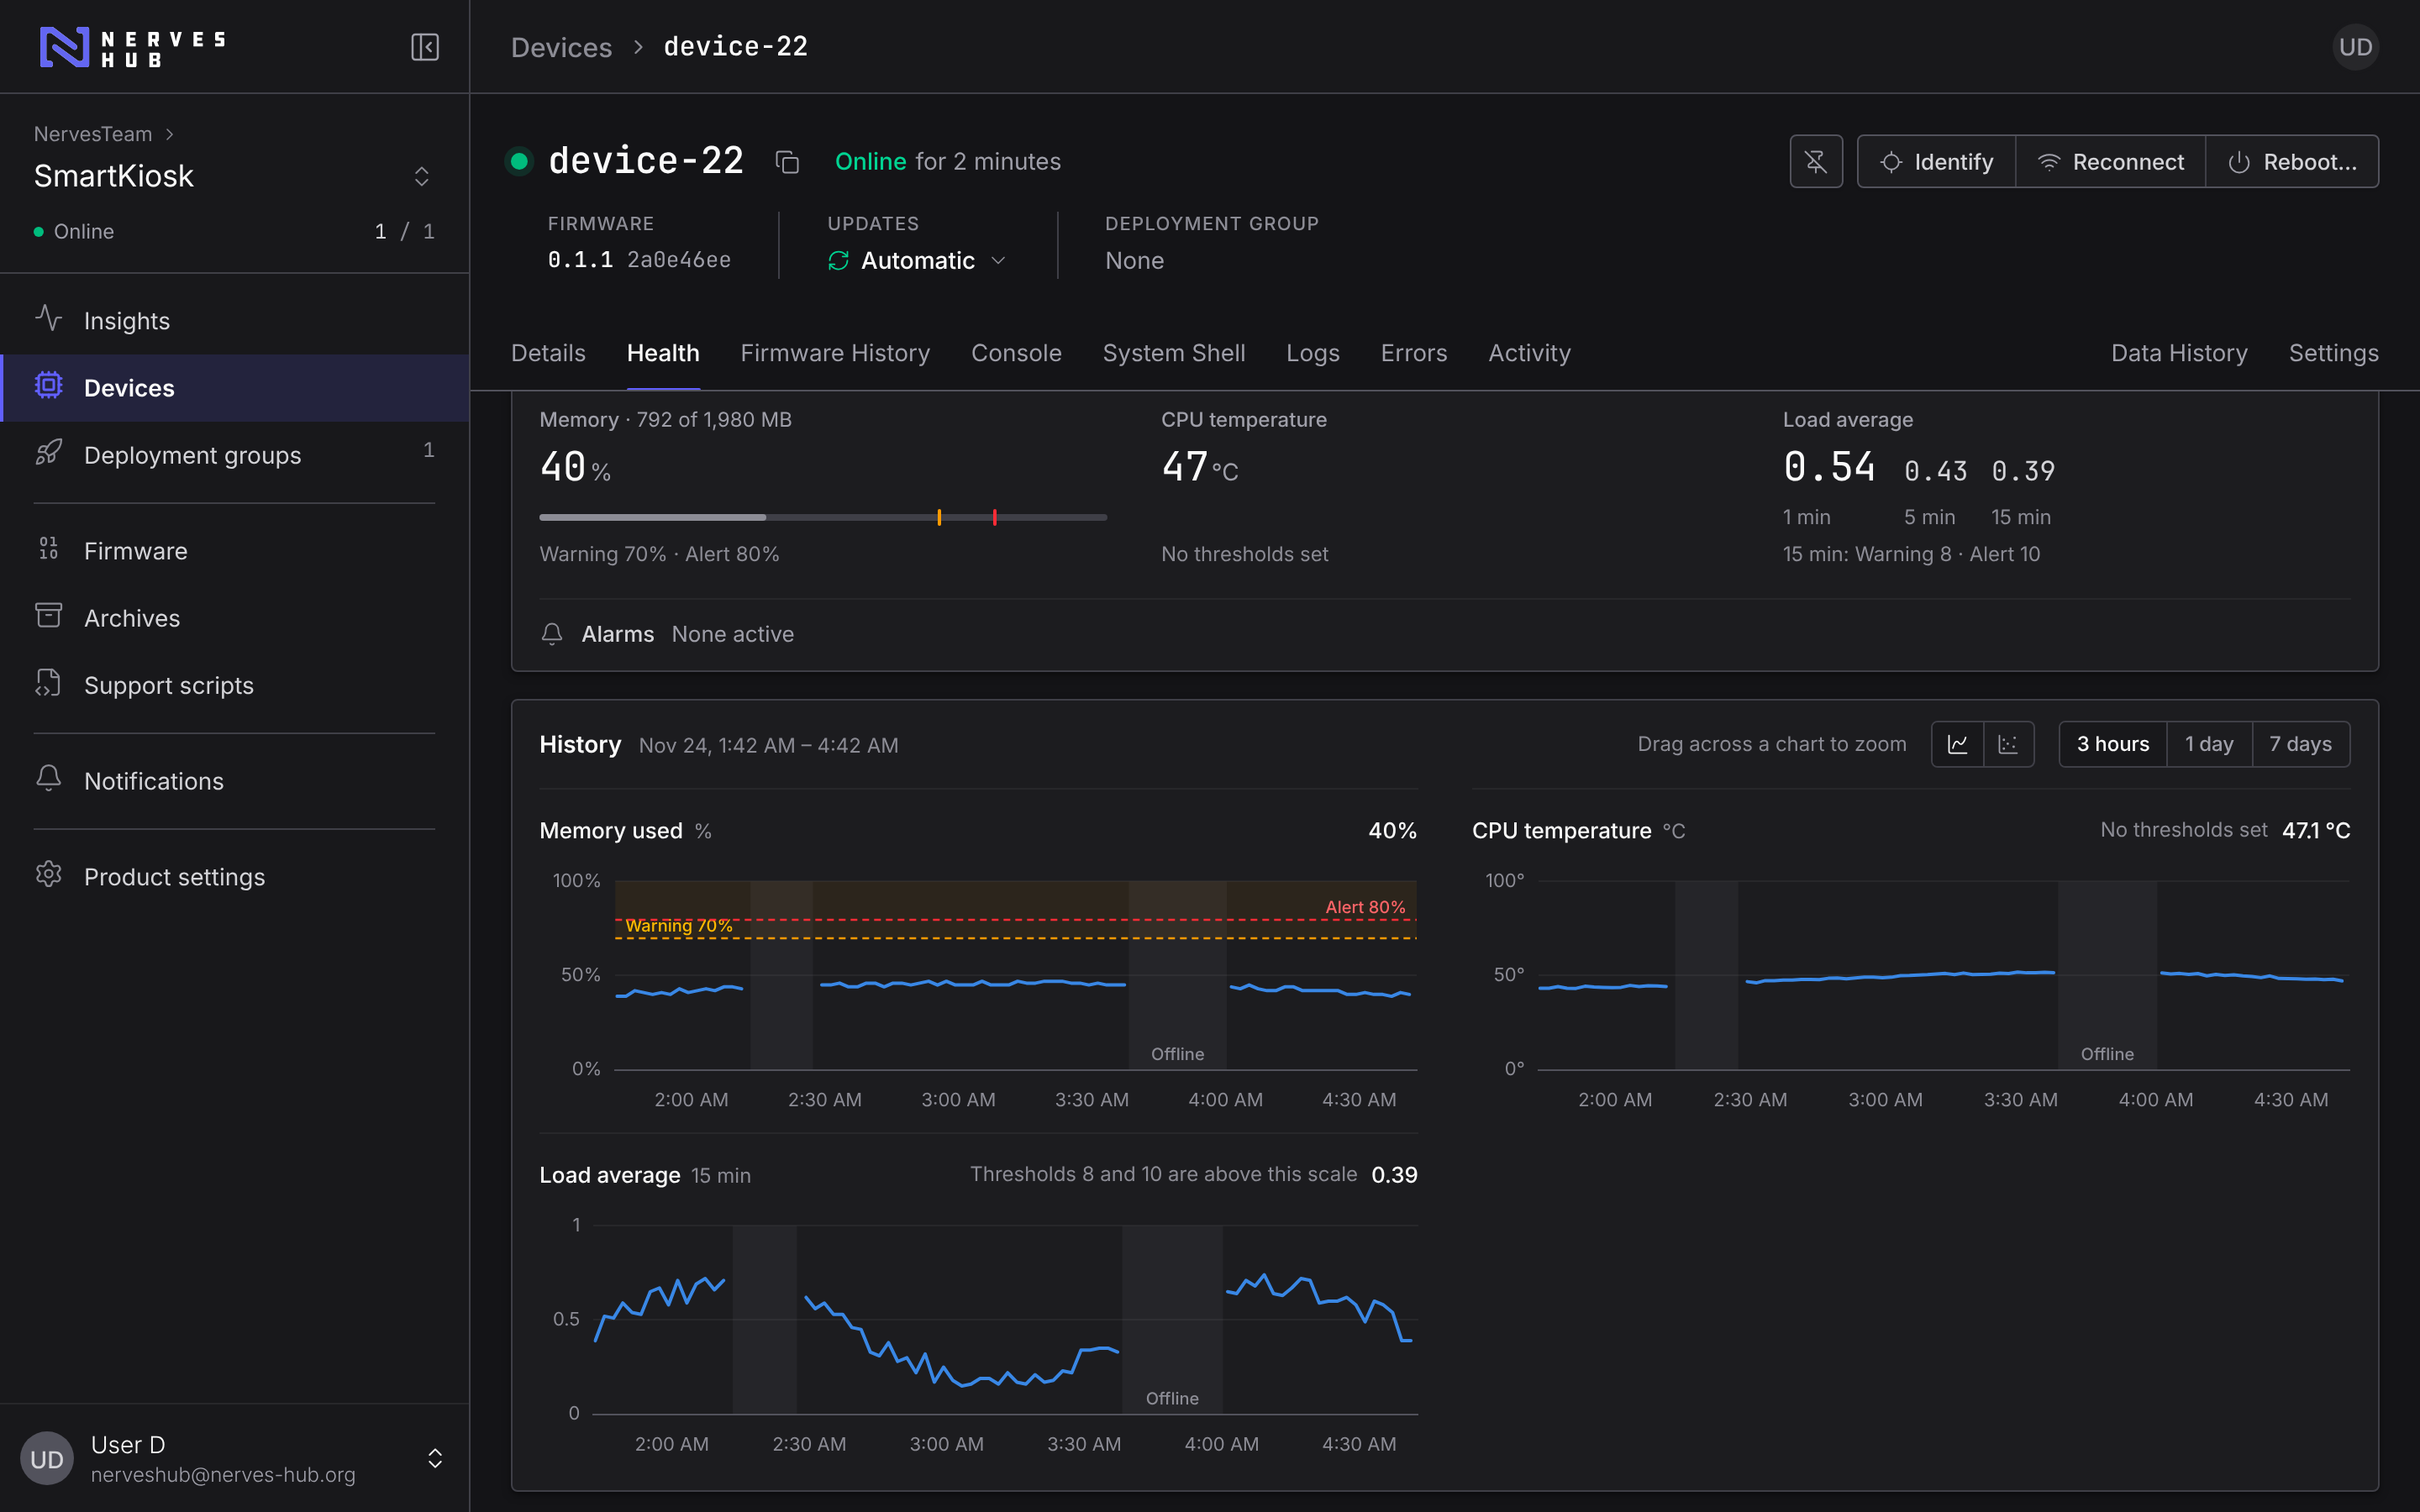 NERVES
HUB
Devices > device-22
UD
NervesTeam >
SmartKiosk
Online 1 / 1
Insights
Devices
Deployment groups 1
Firmware
Archives
Support scripts
Notifications
Product settings
UD
User D
nerveshub@nerves-hub.org
device-22 Online for 2 minutes
Identify Reconnect Reboot...
FIRMWARE UPDATES DEPLOYMENT GROUP
0.1.1 2a0e46ee Automatic None
Details Health Firmware History Console System Shell Logs Errors Activity Data History Settings
Memory · 792 of 1,980 MB
40%
Warning 70% · Alert 80%
CPU temperature
47°C
No thresholds set
Load average
0.54 0.43 0.39
1 min 5 min 15 min
15 min: Warning 8 · Alert 10
Alarms None active
History Nov 24, 1:42 AM – 4:42 AM
Drag across a chart to zoom
3 hours 1 day 7 days
Memory used % 40%
100%
Alert 80%
Warning 70%
50%
Offline
0%
2:00 AM 2:30 AM 3:00 AM 3:30 AM 4:00 AM 4:30 AM
CPU temperature °C No thresholds set 47.1 °C
100°
50°
Offline
0°
2:00 AM 2:30 AM 3:00 AM 3:30 AM 4:00 AM 4:30 AM
Load average 15 min Thresholds 8 and 10 are above this scale 0.39
1
0.5
Offline
0
2:00 AM 2:30 AM 3:00 AM 3:30 AM 4:00 AM 4:30 AM